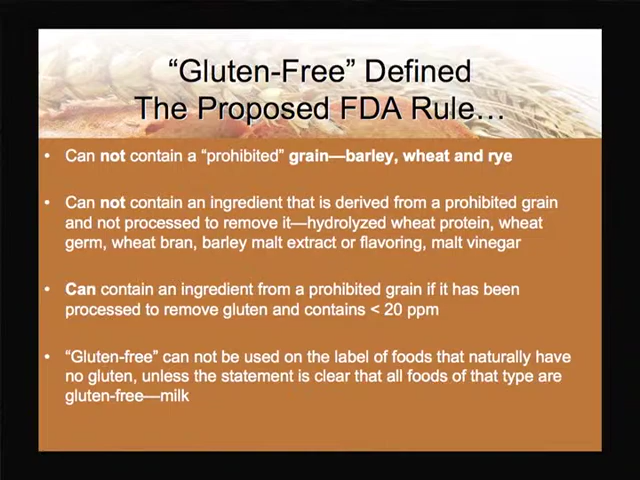 “Gluten-Free” Defined
The Proposed FDA Rule…
• Can not contain a “prohibited” grain—barley, wheat and rye
• Can not contain an ingredient that is derived from a prohibited grain
and not processed to remove it—hydrolyzed wheat protein, wheat
germ, wheat bran, barley malt extract or flavoring, malt vinegar
• Can contain an ingredient from a prohibited grain if it has been
processed to remove gluten and contains < 20 ppm
• “Gluten-free” can not be used on the label of foods that naturally have
no gluten, unless the statement is clear that all foods of that type are
gluten-free—milk